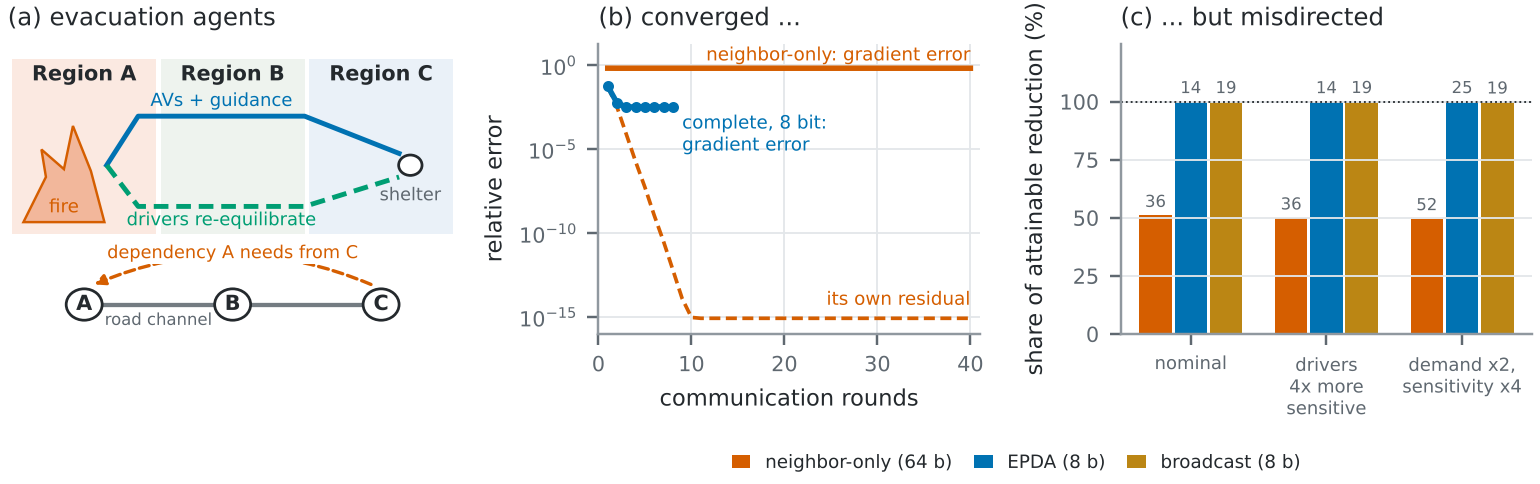 (a) evacuation agents
Region A
Region B
Region C
AVs + guidance
fire
shelter
drivers re-equilibrate
dependency A needs from C
A
B
C
road channel
(b) converged ...
relative error
10⁰
10⁻⁵
10⁻¹⁰
10⁻¹⁵
neighbor-only: gradient error
complete, 8 bit:
gradient error
its own residual
0
10
20
30
40
communication rounds
(c) ... but misdirected
share of attainable reduction (%)
100
75
50
25
0
36
14
19
36
14
19
52
25
19
nominal
drivers
4x more
sensitive
demand x2,
sensitivity x4
neighbor-only (64 b)
EPDA (8 b)
broadcast (8 b)